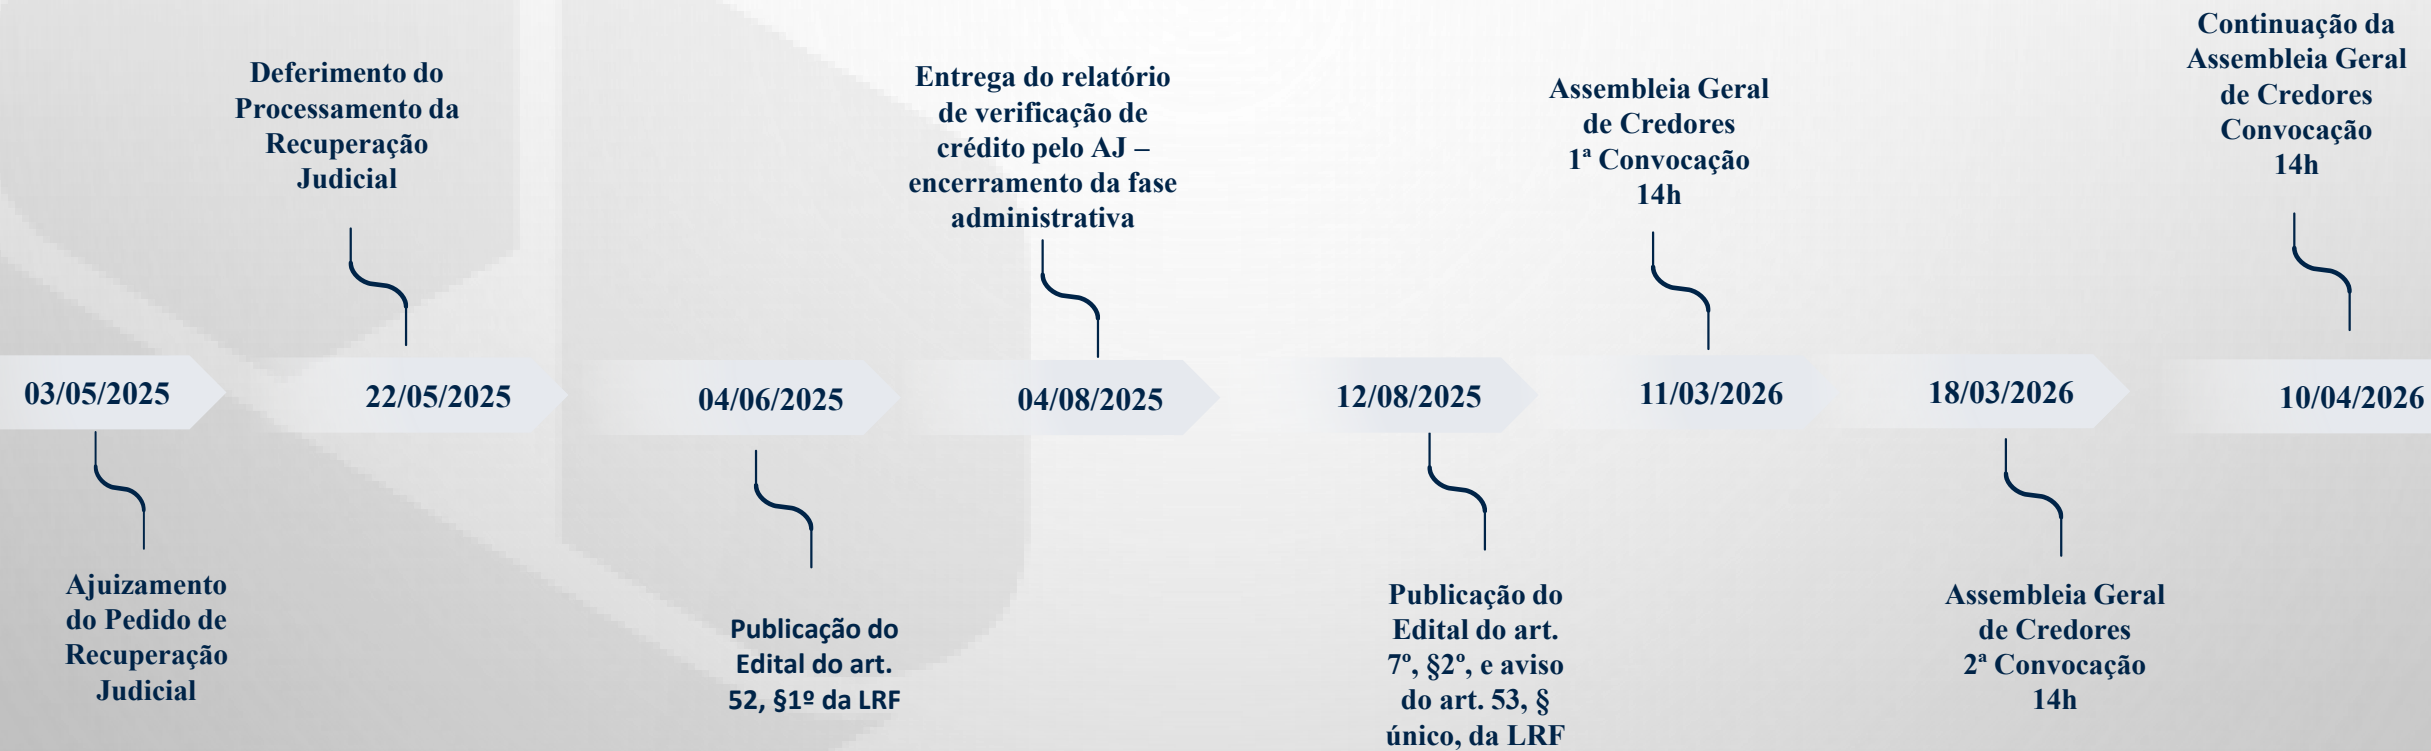 03/05/2025
Ajuizamento
do Pedido de
Recuperação
Judicial
Deferimento do
Processamento da
Recuperação
Judicial
22/05/2025
04/06/2025
Publicação do
Edital do art.
52, §1º da LRF
Entrega do relatório
de verificação de
crédito pelo AJ –
encerramento da fase
administrativa
04/08/2025
12/08/2025
Publicação do
Edital do art.
7º, §2º, e aviso
do art. 53, §
único, da LRF
Assembleia Geral
de Credores
1ª Convocação
14h
11/03/2026
18/03/2026
Assembleia Geral
de Credores
2ª Convocação
14h
Continuação da
Assembleia Geral
de Credores
Convocação
14h
10/04/2026